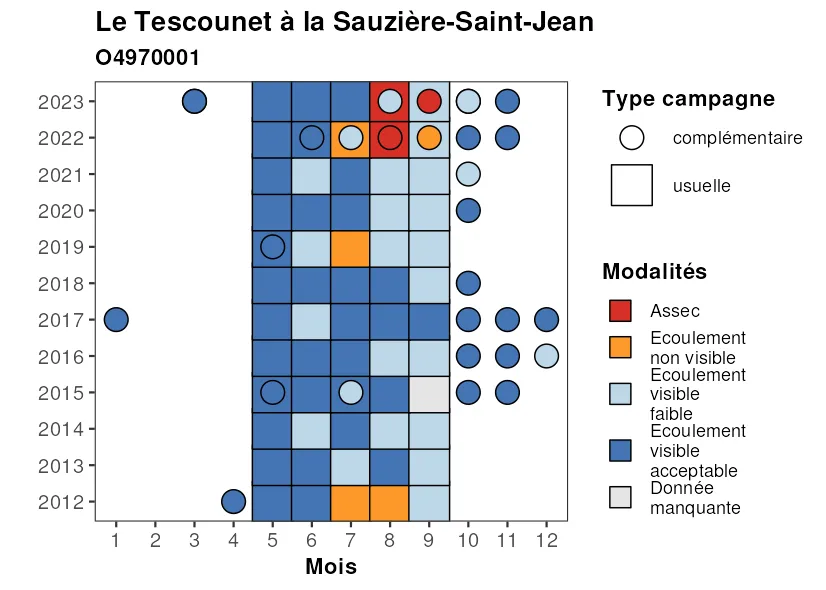 Le Tescounet à la Sauzière-Saint-Jean
O4970001
2023
2022
2021
2020
2019
2018
2017
2016
2015
2014
2013
2012
1 2 3 4 5 6 7 8 9 10 11 12
Mois
Type campagne
complémentaire
usuelle
Modalités
Assec
Ecoulement
non visible
Ecoulement
visible
faible
Ecoulement
visible
acceptable
Donnée
manquante